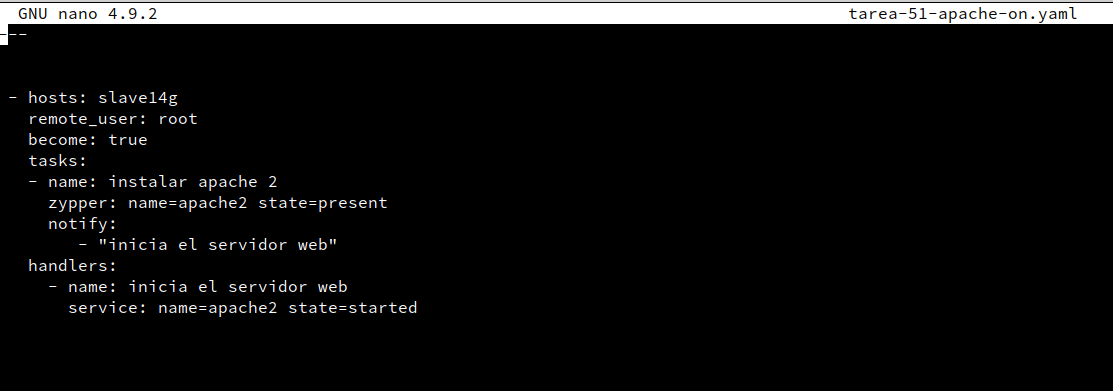 GNU nano 4.9.2 tarea-51-apache-on.yaml
---
- hosts: slave14g
  remote_user: root
  become: true
  tasks:
  - name: instalar apache 2
    zypper: name=apache2 state=present
    notify:
       - "inicia el servidor web"
  handlers:
    - name: inicia el servidor web
      service: name=apache2 state=started